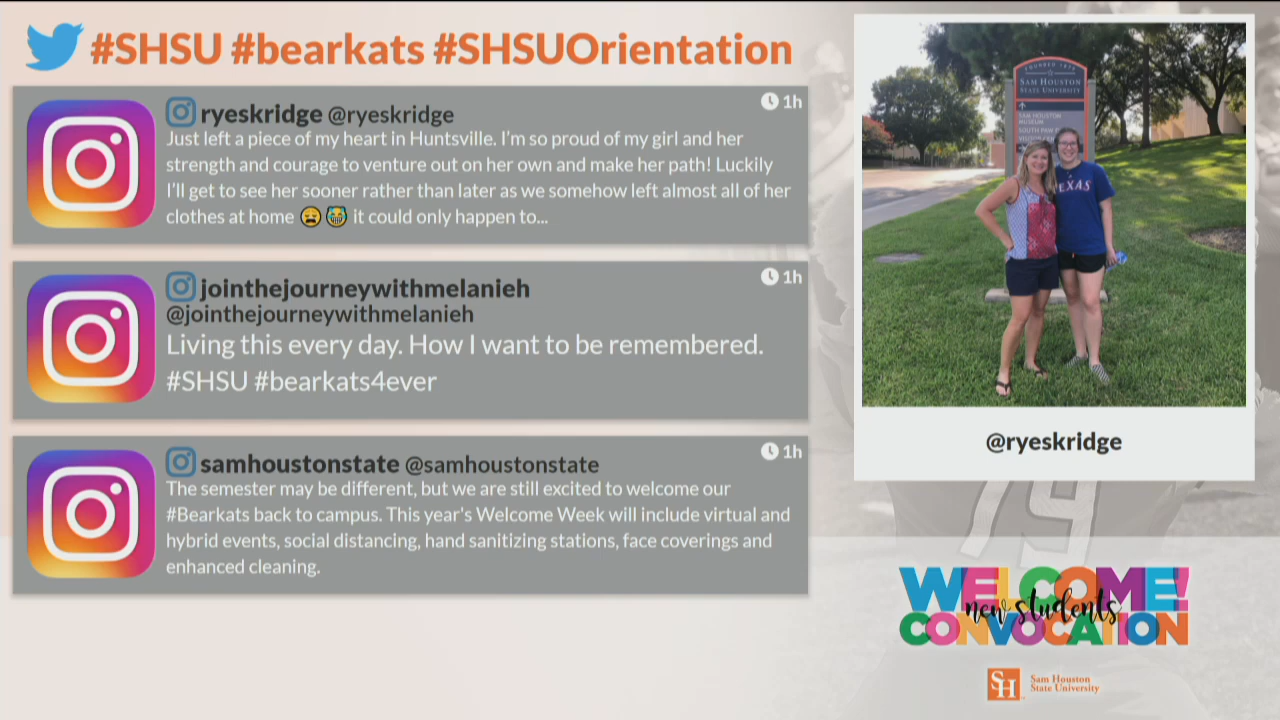 #SHSU #bearkats #SHSUOrientation
ryeskridge @ryeskridge
1h
Just left a piece of my heart in Huntsville. I'm so proud of my girl and her
strength and courage to venture out on her own and make her path! Luckily
I'll get to see her sooner rather than later as we somehow left almost all of her
clothes at home 😩😹 it could only happen to...
jointhejourneywithmelanieh
1h
@jointhejourneywithmelanieh
Living this every day. How I want to be remembered.
#SHSU #bearkats4ever
samhoustonstate @samhoustonstate
1h
The semester may be different, but we are still excited to welcome our
#Bearkats back to campus. This year's Welcome Week will include virtual and
hybrid events, social distancing, hand sanitizing stations, face coverings and
enhanced cleaning.
SAM HOUSTON
STATE UNIVERSITY
SAM HOUSTON
MUSEUM
SOUTH PAW
TEXAS
@ryeskridge
79
WELCOME!
new students
CONVOCATION
SH
Sam Houston
State University